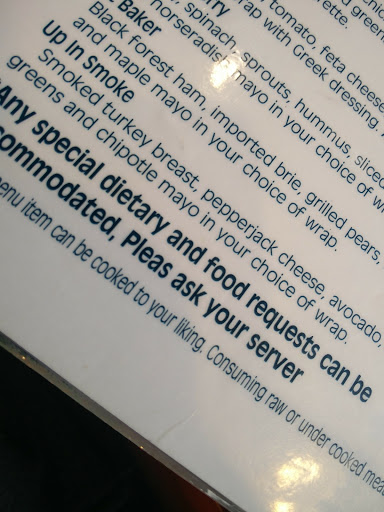 tomato, feta cheese
wrap with Greek dressing.
spinach, sprouts, hummus, sliced
horseradish mayo in your choice of w
Baker
Black forest ham, imported brie, grilled pears,
and maple mayo in your choice of wrap.
Up In Smoke
Smoked turkey breast, pepperjack cheese, avocado,
greens and chipotle mayo in your choice of wrap.
Any special dietary and food requests can be
commodated, Pleas ask your server
enu item can be cooked to your liking. Consuming raw or under cooked mea